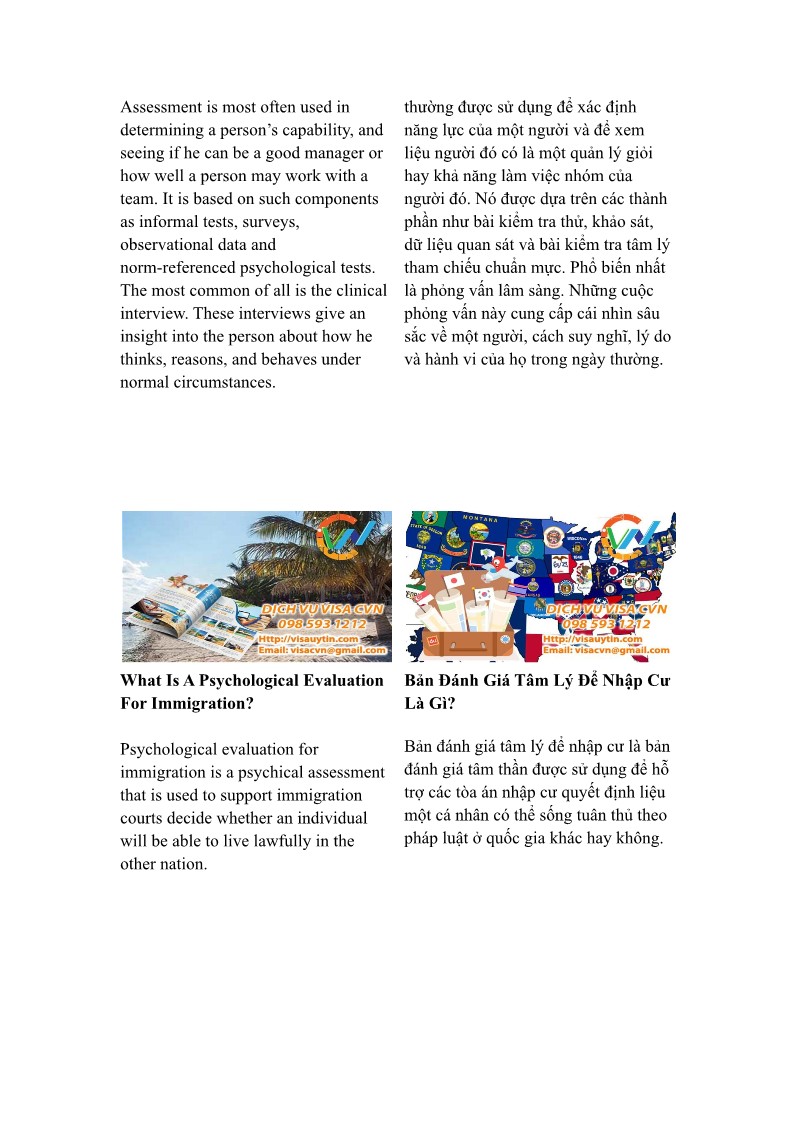 Assessment is most often used in
determining a person’s capability, and
seeing if he can be a good manager or
how well a person may work with a
team. It is based on such components
as informal tests, surveys,
observational data and
norm-referenced psychological tests.
The most common of all is the clinical
interview. These interviews give an
insight into the person about how he
thinks, reasons, and behaves under
normal circumstances.
thường được sử dụng để xác định
năng lực của một người và để xem
liệu người đó có là một quản lý giỏi
hay khả năng làm việc nhóm của
người đó. Nó được dựa trên các thành
phần như bài kiểm tra thử, khảo sát,
dữ liệu quan sát và bài kiểm tra tâm lý
tham chiếu chuẩn mực. Phổ biến nhất
là phỏng vấn lâm sàng. Những cuộc
phỏng vấn này cung cấp cái nhìn sâu
sắc về một người, cách suy nghĩ, lý do
và hành vi của họ trong ngày thường.
DỊCH VỤ VISA CVN
098 593 1212
Http://visauytin.com
Email: visacvn@gmail.com
What Is A Psychological Evaluation
For Immigration?
Psychological evaluation for
immigration is a psychical assessment
that is used to support immigration
courts decide whether an individual
will be able to live lawfully in the
other nation.
MONTANA
DỊCH VỤ VISA CVN
098 593 1212
Http://visauytin.com
Email: visacvn@gmail.com
Bản Đánh Giá Tâm Lý Để Nhập Cư
Là Gì?
Bản đánh giá tâm lý để nhập cư là bản
đánh giá tâm thần được sử dụng để hỗ
trợ các tòa án nhập cư quyết định liệu
một cá nhân có thể sống tuân thủ theo
pháp luật ở quốc gia khác hay không.